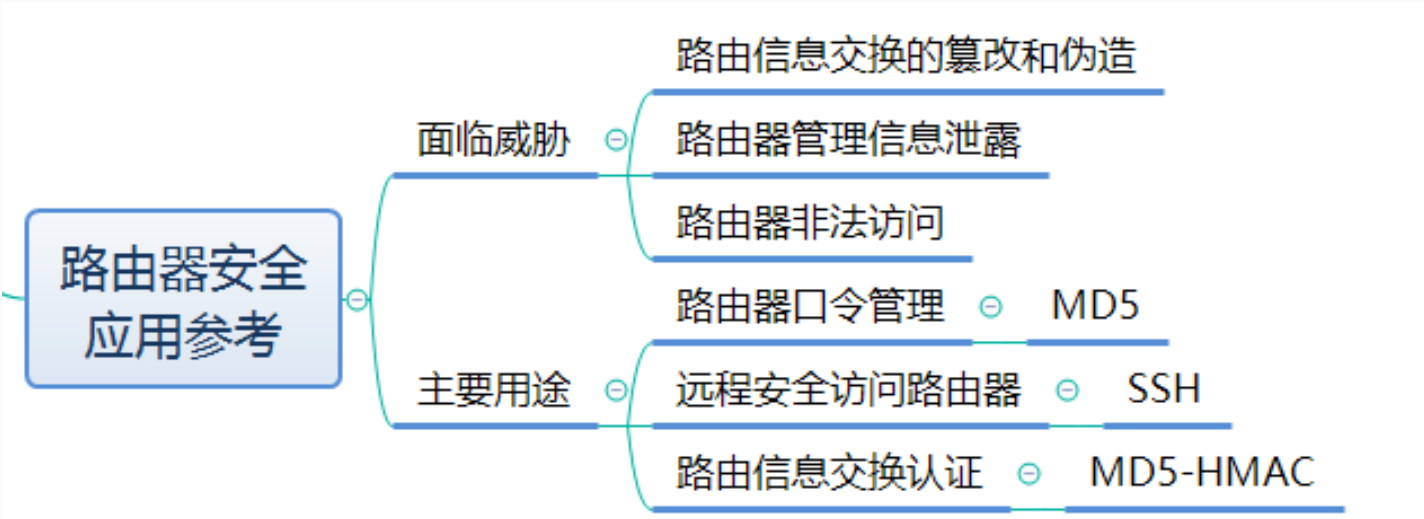 路由器安全
应用参考
面临威胁
路由信息交换的篡改和伪造
路由器管理信息泄露
路由器非法访问
主要用途
路由器口令管理 MD5
远程安全访问路由器 SSH
路由信息交换认证 MD5-HMAC